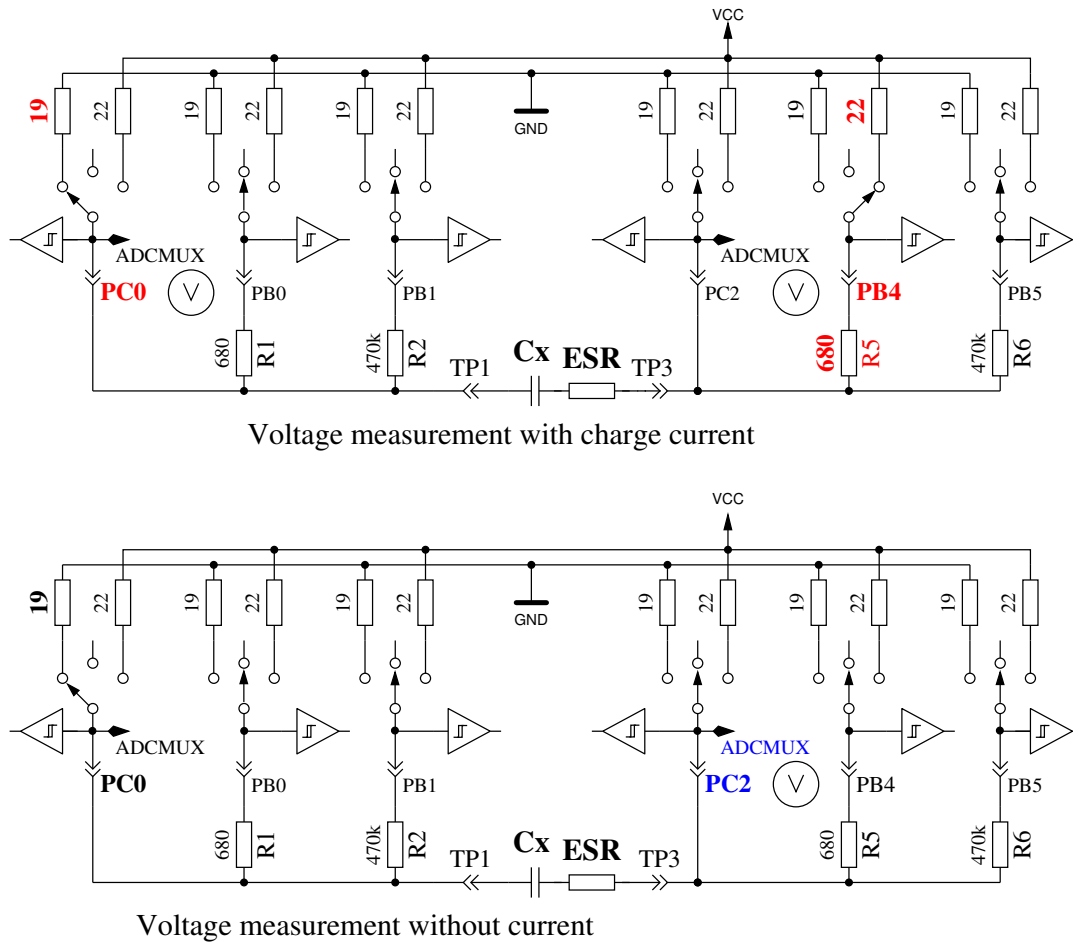 VCC
19 22 19 22 19 22 19 22 19 22 19 22
GND
ADCMUX ADCMUX
PC0 V PB0 PB1 PC2 V PB4 PB5
680 R1 470k R2 680 R5 470k R6
TP1 Cx ESR TP3
Voltage measurement with charge current
VCC
19 22 19 22 19 22 19 22 19 22 19 22
GND
ADCMUX ADCMUX
PC0 PB0 PB1 PC2 V PB4 PB5
680 R1 470k R2 680 R5 470k R6
TP1 Cx ESR TP3
Voltage measurement without current